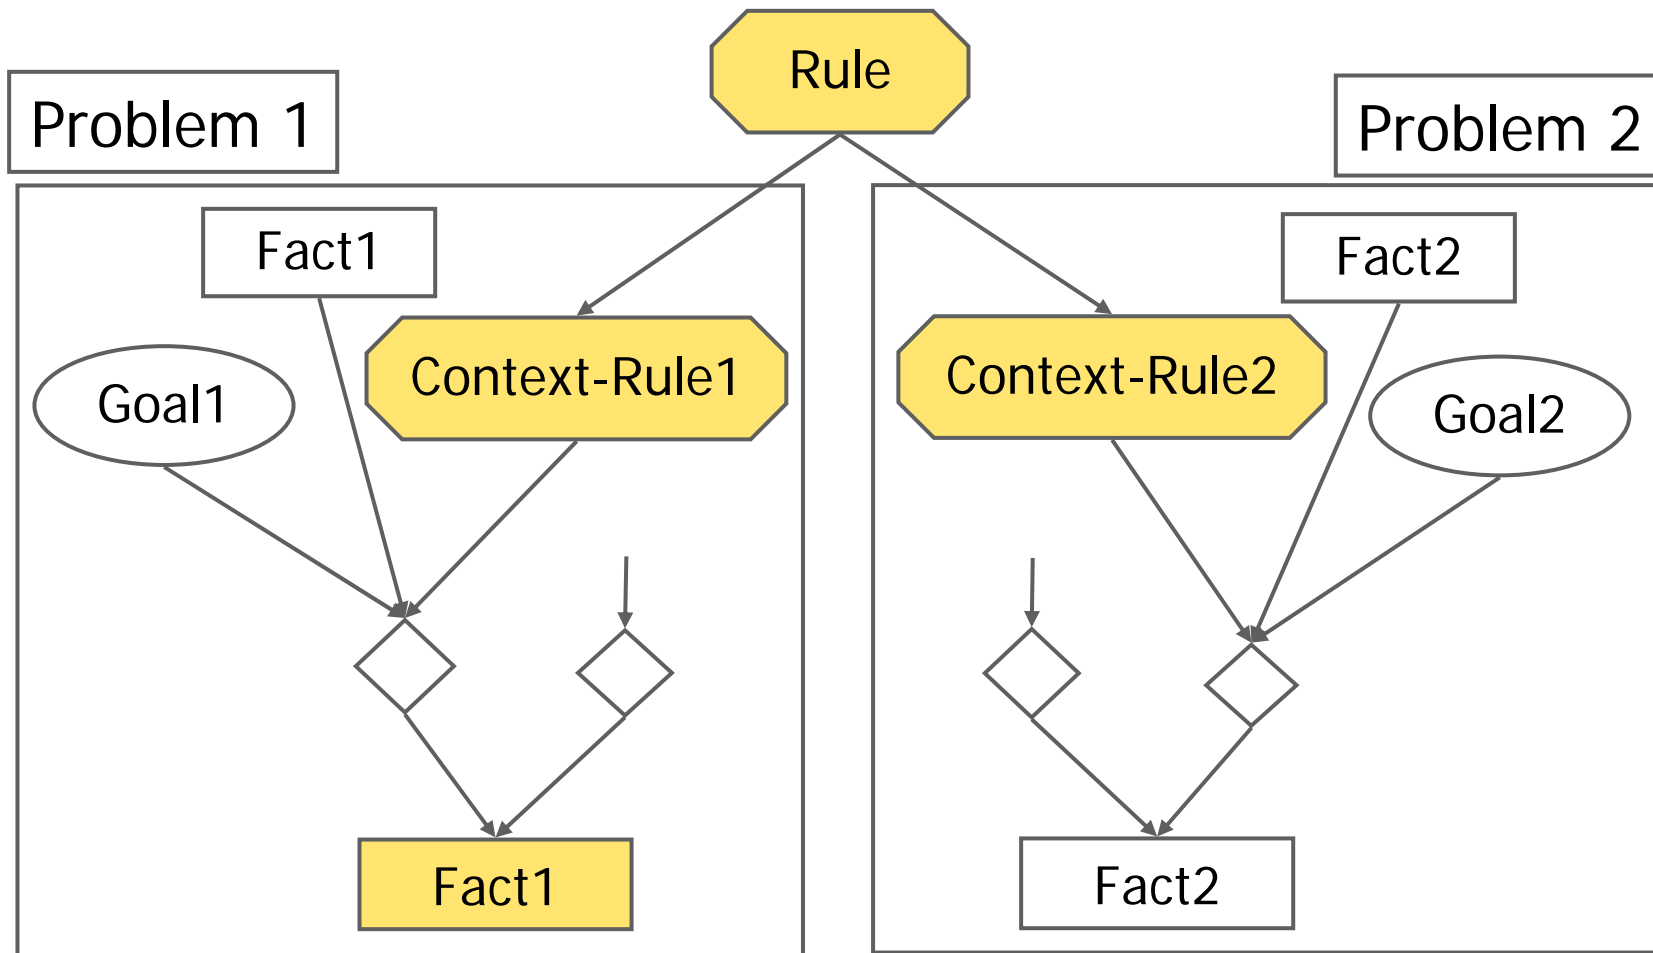 Rule
Problem 1
Problem 2
Fact1
Fact2
Context-Rule1
Context-Rule2
Goal1
Goal2
Fact1
Fact2